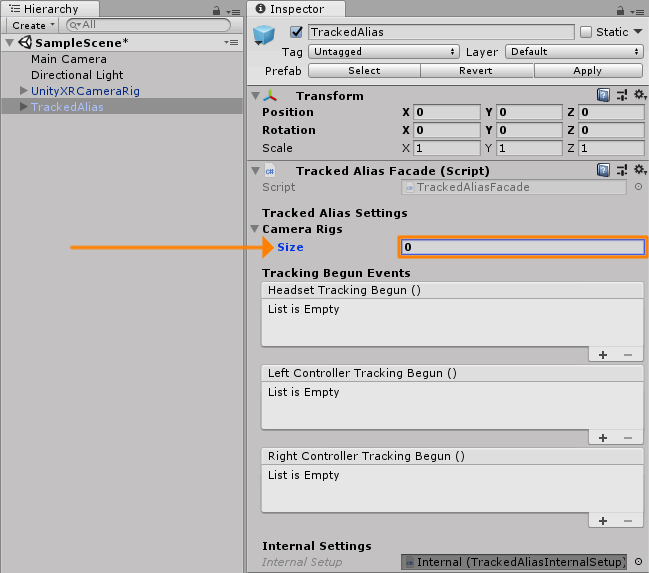 Hierarchy
Create
All
SampleScene*
Main Camera
Directional Light
UnityXRCameraRig
TrackedAlias
Inspector
TrackedAlias
Static
Tag Untagged Layer Default
Prefab Select Revert Apply
Transform
Position X 0 Y 0 Z 0
Rotation X 0 Y 0 Z 0
Scale X 1 Y 1 Z 1
Tracked Alias Facade (Script)
Script TrackedAliasFacade
Tracked Alias Settings
Camera Rigs
Size 0
Tracking Begun Events
Headset Tracking Begun ()
List is Empty
+ −
Left Controller Tracking Begun ()
List is Empty
+ −
Right Controller Tracking Begun ()
List is Empty
+ −
Internal Settings
Internal Setup Internal (TrackedAliasInternalSetup)